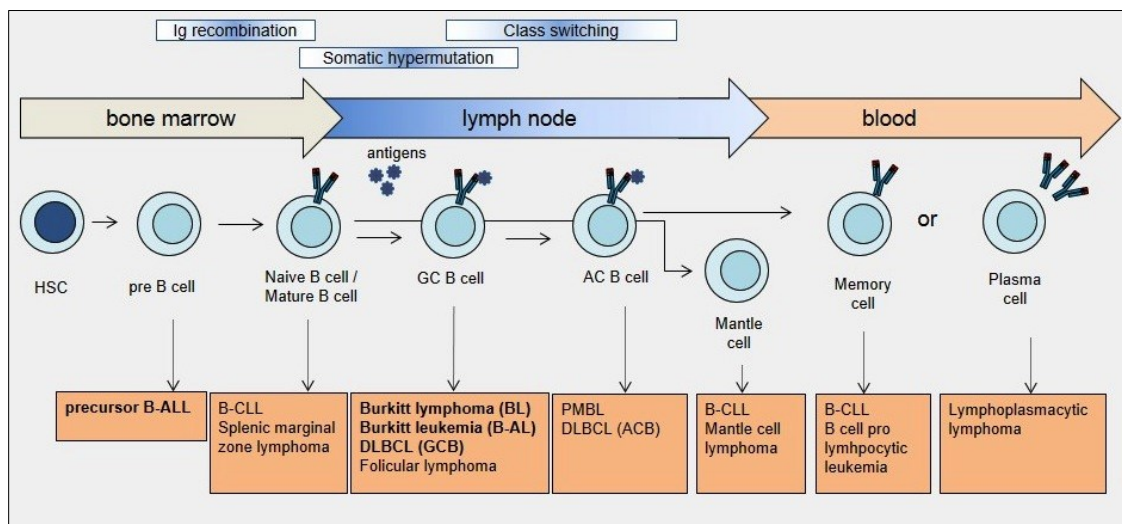 Ig recombination
Class switching
Somatic hypermutation
bone marrow
lymph node
blood
antigens
or
HSC
pre B cell
Naive B cell /
Mature B cell
GC B cell
AC B cell
Mantle
cell
Memory
cell
Plasma
cell
precursor B-ALL
B-CLL
Splenic marginal
zone lymphoma
Burkitt lymphoma (BL)
Burkitt leukemia (B-AL)
DLBCL (GCB)
Folicular lymphoma
PMBL
DLBCL (ACB)
B-CLL
Mantle cell
lymphoma
B-CLL
B cell pro
lymhpocytic
leukemia
Lymphoplasmacytic
lymphoma